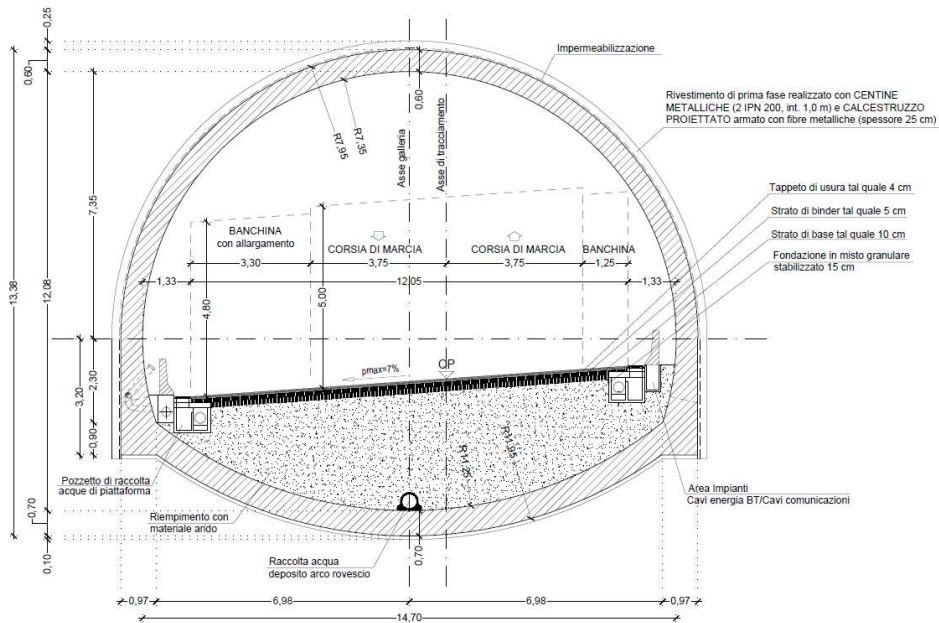 0,25
0,60
13,38
7,35
12,08
3,20
2,30
0,90
0,70
0,10
Impermeabilizzazione
Rivestimento di prima fase realizzato con CENTINE
METALLICHE (2 IPN 200, int. 1,0 m) e CALCESTRUZZO
PROIETTATO armato con fibre metalliche (spessore 25 cm)
0,60
R7,95
R7,35
Asse galleria
Asse di tracciamento
Tappeto di usura tal quale 4 cm
Strato di binder tal quale 5 cm
Strato di base tal quale 10 cm
Fondazione in misto granulare
stabilizzato 15 cm
BANCHINA
con allargamento
CORSIA DI MARCIA
CORSIA DI MARCIA
BANCHINA
3,30
3,75
3,75
1,25
1,33
12,05
1,33
4,80
5,00
pmax=7%
QP
R11,25
R11,95
Pozzetto di raccolta
acque di piattaforma
Riempimento con
materiale arido
Raccolta acqua
deposito arco rovescio
0,70
Area Impianti
Cavi energia BT/Cavi comunicazioni
0,97
6,98
6,98
0,97
14,70